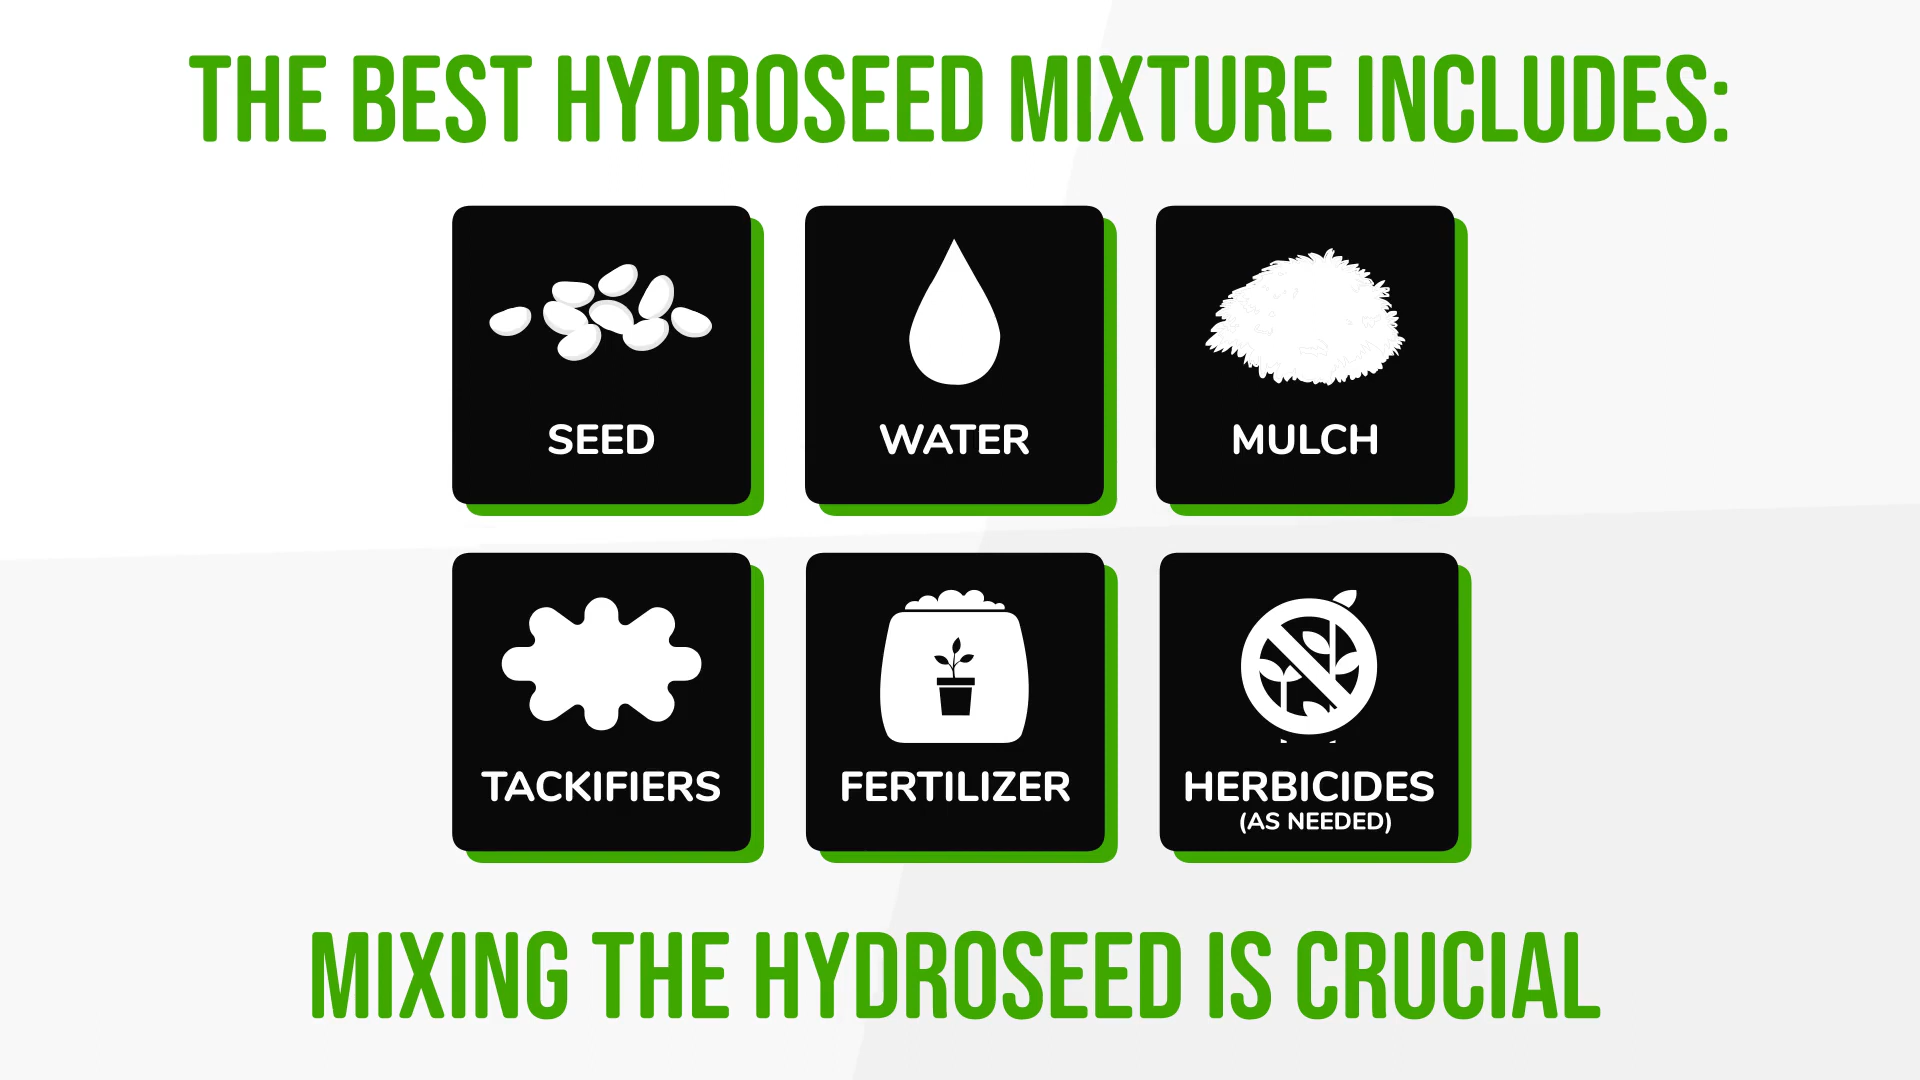 THE BEST HYDROSEED MIXTURE INCLUDES:
SEED
WATER
MULCH
TACKIFIERS
FERTILIZER
HERBICIDES
(AS NEEDED)
MIXING THE HYDROSEED IS CRUCIAL